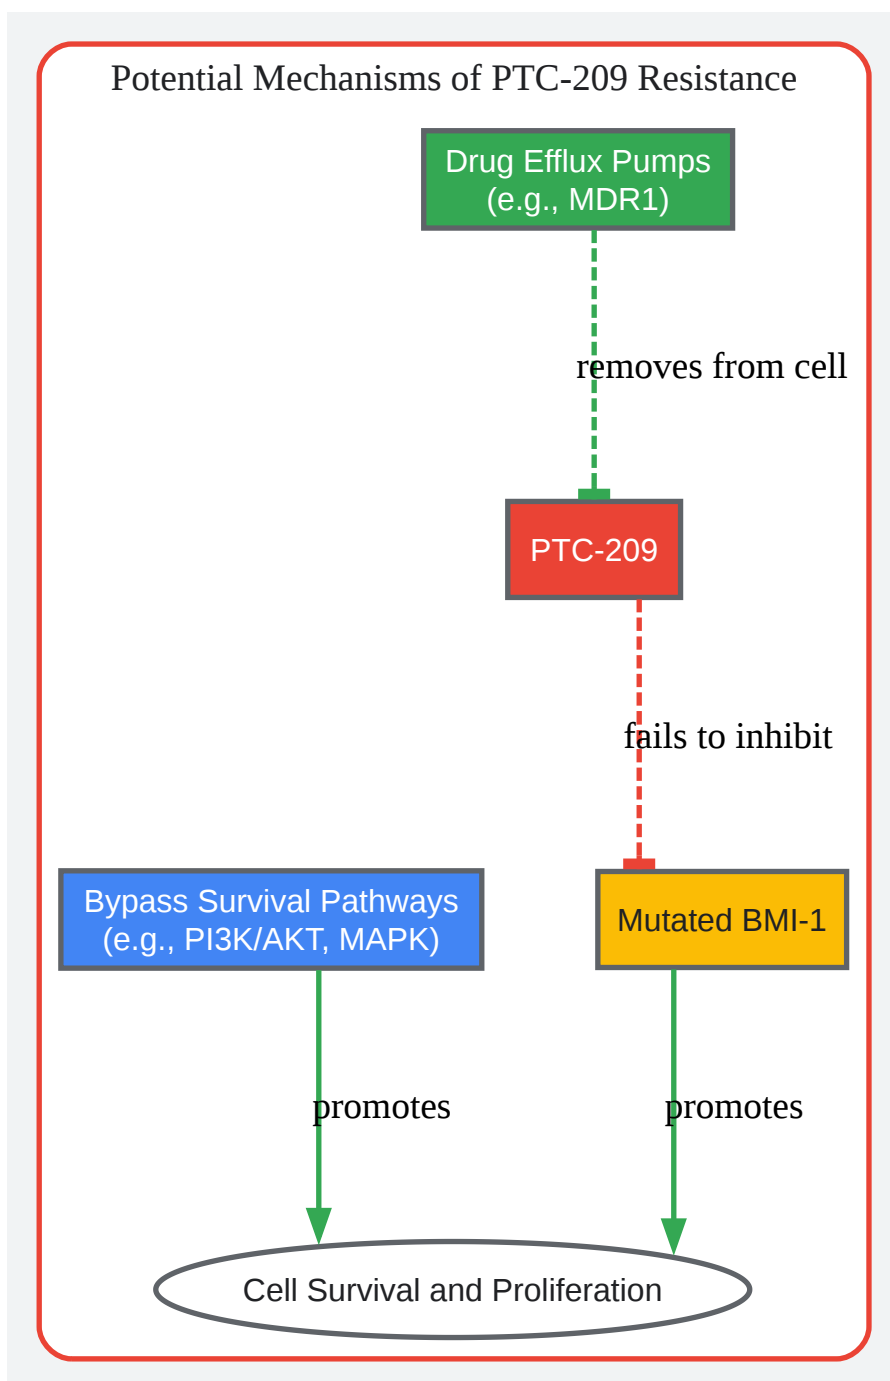 Potential Mechanisms of PTC-209 Resistance
Drug Efflux Pumps
(e.g., MDR1)
removes from cell
PTC-209
fails to inhibit
Bypass Survival Pathways
(e.g., PI3K/AKT, MAPK)
Mutated BMI-1
promotes
promotes
Cell Survival and Proliferation